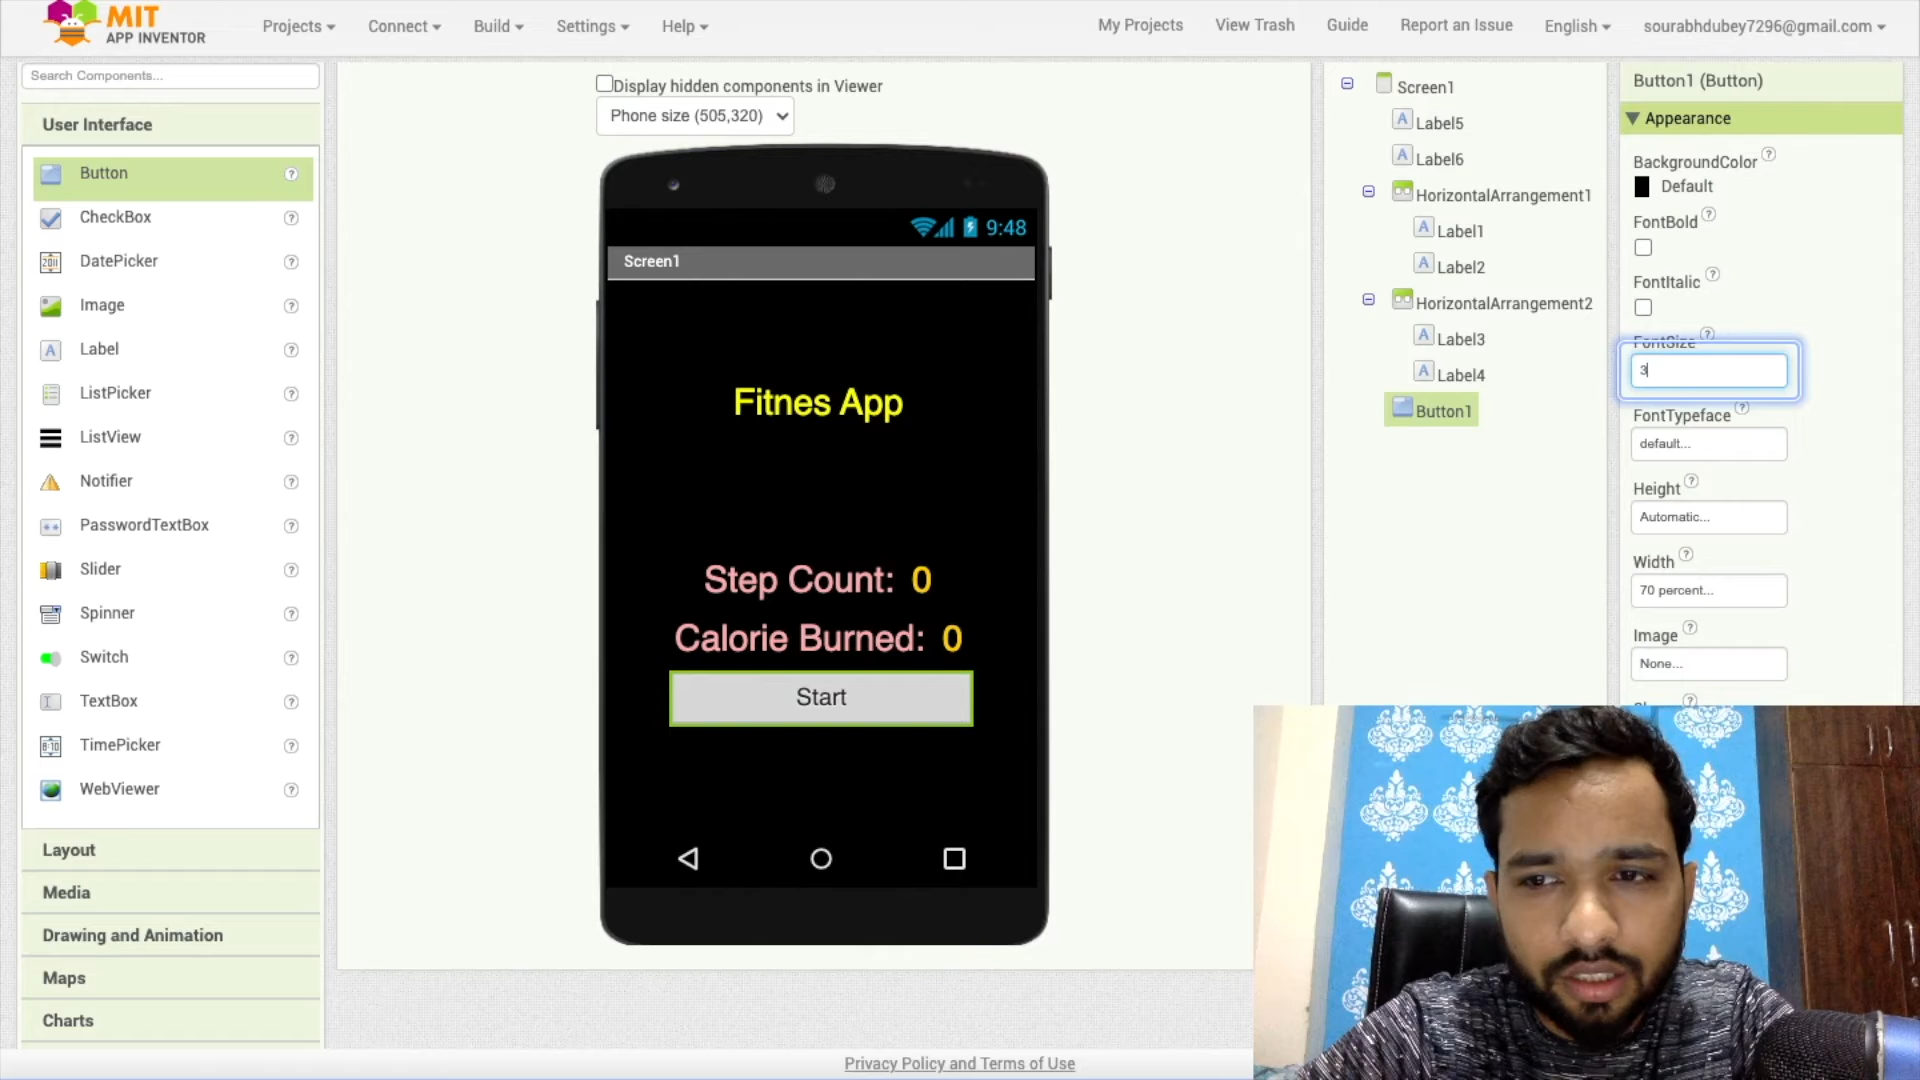 MIT
APP INVENTOR
Projects
Connect
Build
Settings
Help
My Projects
View Trash
Guide
Report an Issue
English
sourabhdubey7296@gmail.com
Search Components...
User Interface
Button
CheckBox
DatePicker
Image
Label
ListPicker
ListView
Notifier
PasswordTextBox
Slider
Spinner
Switch
TextBox
TimePicker
WebViewer
Layout
Media
Drawing and Animation
Maps
Charts
Display hidden components in Viewer
Phone size (505,320)
9:48
Screen1
Fitnes App
Step Count: 0
Calorie Burned: 0
Start
Screen1
Label5
Label6
HorizontalArrangement1
Label1
Label2
HorizontalArrangement2
Label3
Label4
Button1
Button1 (Button)
Appearance
BackgroundColor
Default
FontBold
FontItalic
FontSize
3
FontTypeface
default...
Height
Automatic...
Width
70 percent...
Image
None...
Privacy Policy and Terms of Use